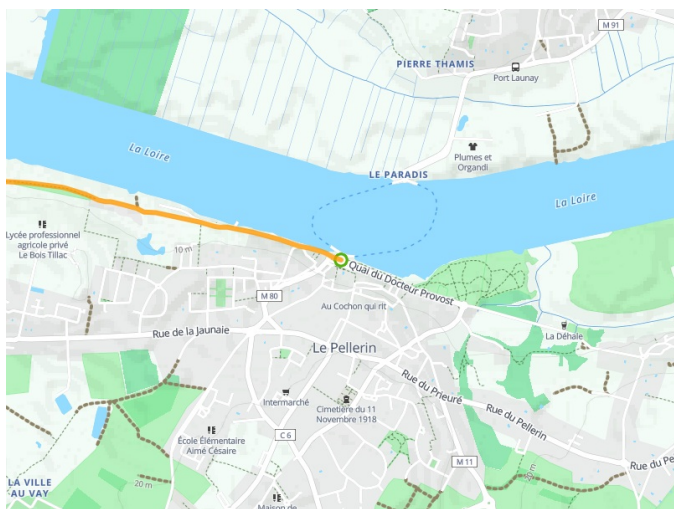 M 91
PIERRE THAMIS
Port Launay
La Loire
Plumes et
Organdi
LE PARADIS
La Loire
Lycée professionnel
agricole privé
Le Bois Tillac
10 m
Quai du Docteur Provost
M 80
Au Cochon qui rit
Rue de la Jaunaie
La Déhale
Le Pellerin
Rue du Prieuré
Intermarché
Cimetière du 11
Novembre 1918
Rue du Pellerin
C 6
École Élémentaire
Aimé Césaire
M 11
Rue du Pe
LA VILLE
AU VAY
20 m
Maison de